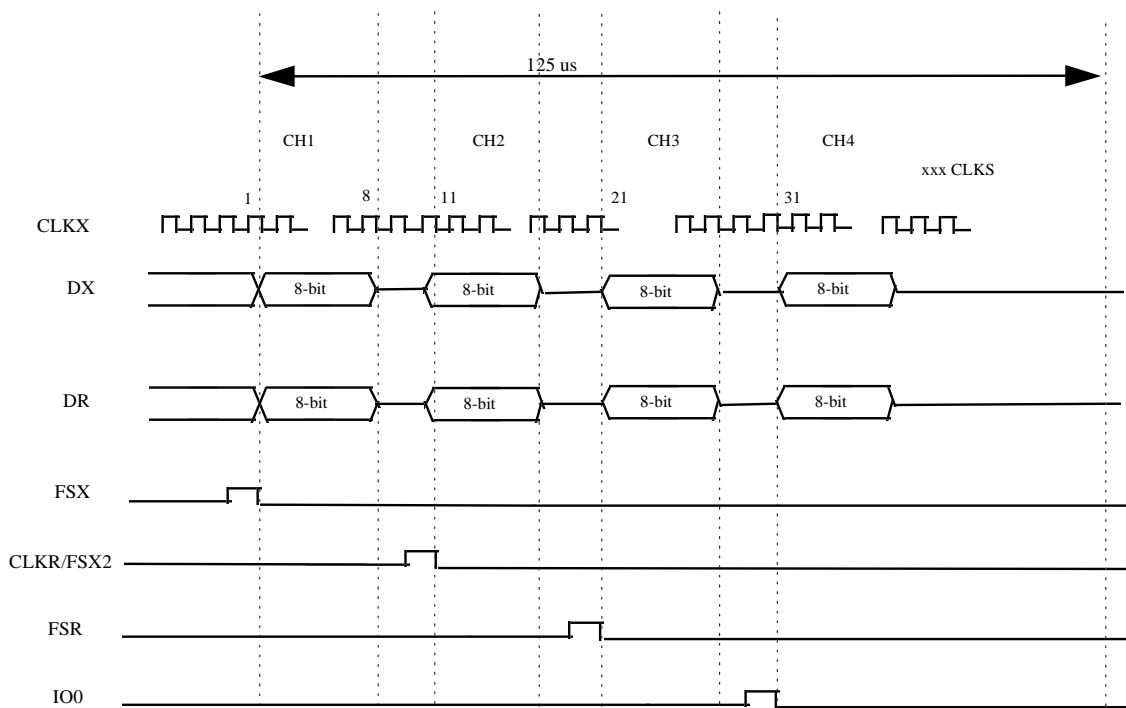 125 us
CH1 CH2 CH3 CH4
xxx CLKS
1 8 11 21 31
CLKX
DX 8-bit 8-bit 8-bit 8-bit
DR 8-bit 8-bit 8-bit 8-bit
FSX
CLKR/FSX2
FSR
IO0